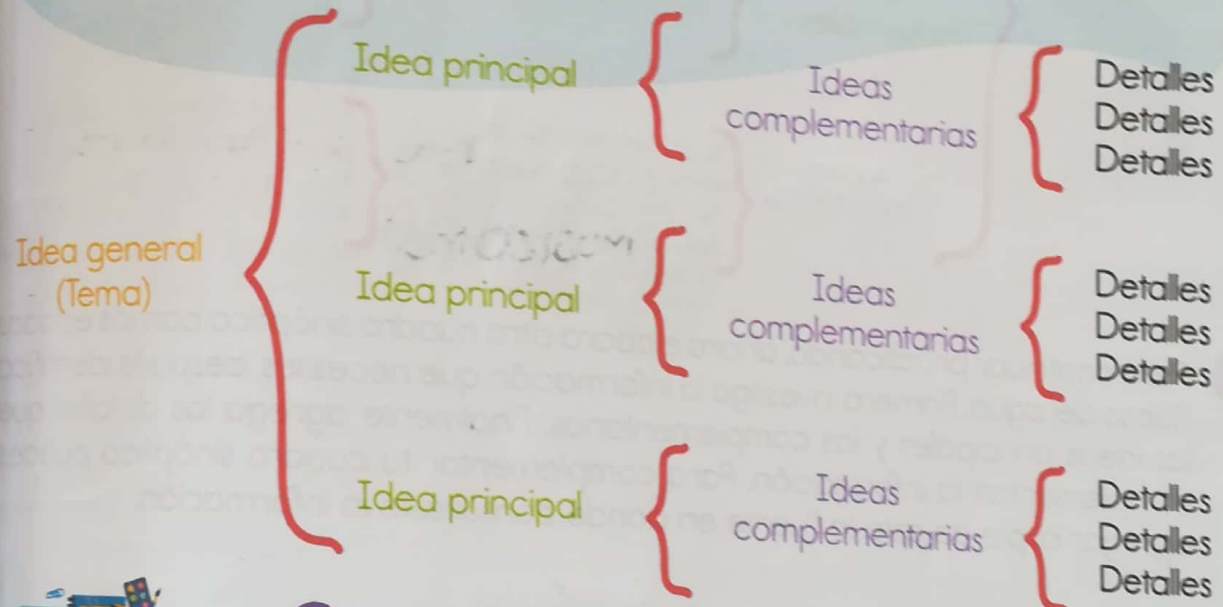 Idea general
(Tema)
Idea principal
Ideas
complementarias
Detalles
Detalles
Detalles
Idea principal
Ideas
complementarias
Detalles
Detalles
Detalles
Idea principal
Ideas
complementarias
Detalles
Detalles
Detalles